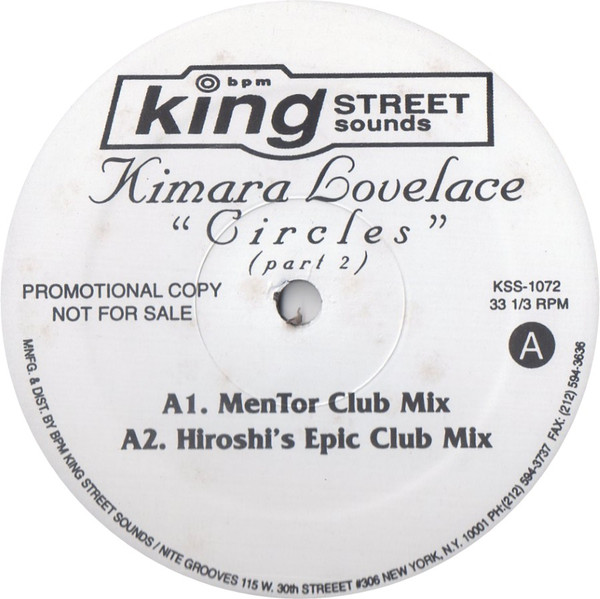 bpm
king STREET
sounds
Kimara Lovelace
"Circles"
(part 2)
PROMOTIONAL COPY
NOT FOR SALE
KSS-1072
33 1/3 RPM
A
A1. MenTor Club Mix
A2. Hiroshi's Epic Club Mix
MNFG. & DIST. BY BPM KING STREET SOUNDS / NITE GROOVES 115 W. 30th STREEET #306 NEW YORK, N.Y. 10001 PH:(212) 594-3737 FAX: (212) 594-3636